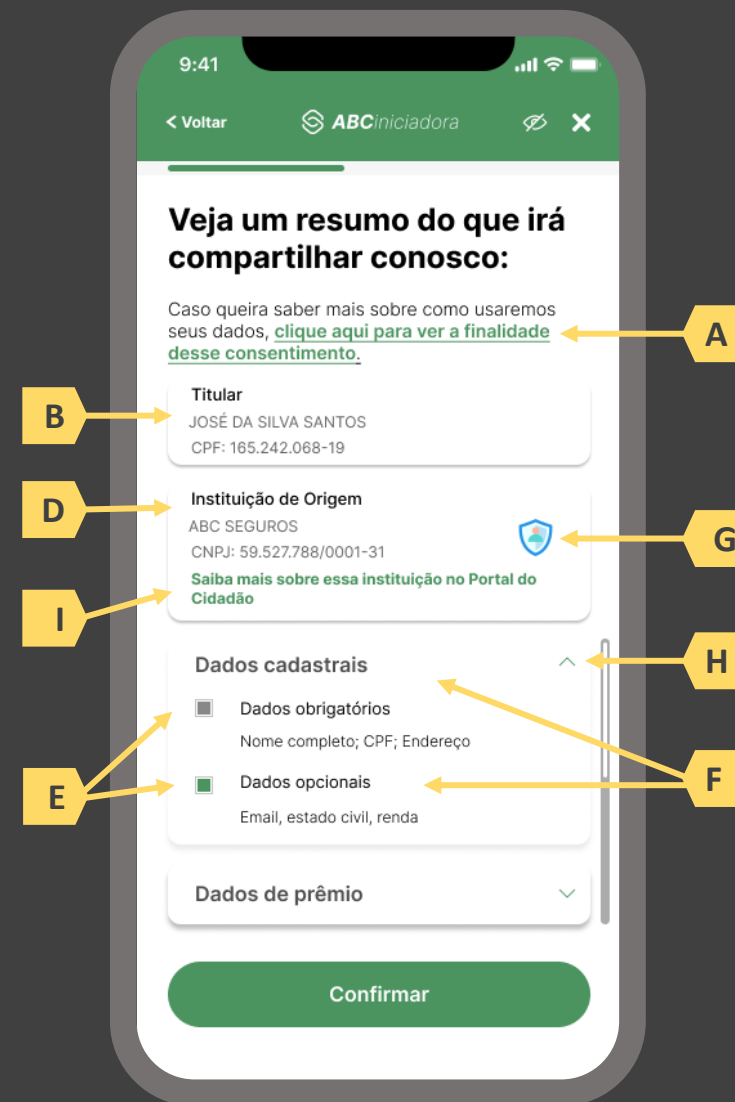 9:41
< Voltar ABCiniciadora
Veja um resumo do que irá
compartilhar conosco:
Caso queira saber mais sobre como usaremos
seus dados, clique aqui para ver a finalidade
desse consentimento.
A
Titular
B
JOSÉ DA SILVA SANTOS
CPF: 165.242.068-19
Instituição de Origem
D
ABC SEGUROS
CNPJ: 59.527.788/0001-31
G
Saiba mais sobre essa instituição no Portal do
Cidadão
I
Dados cadastrais
H
Dados obrigatórios
Nome completo; CPF; Endereço
Dados opcionais
F
E
Email, estado civil, renda
Dados de prêmio
Confirmar